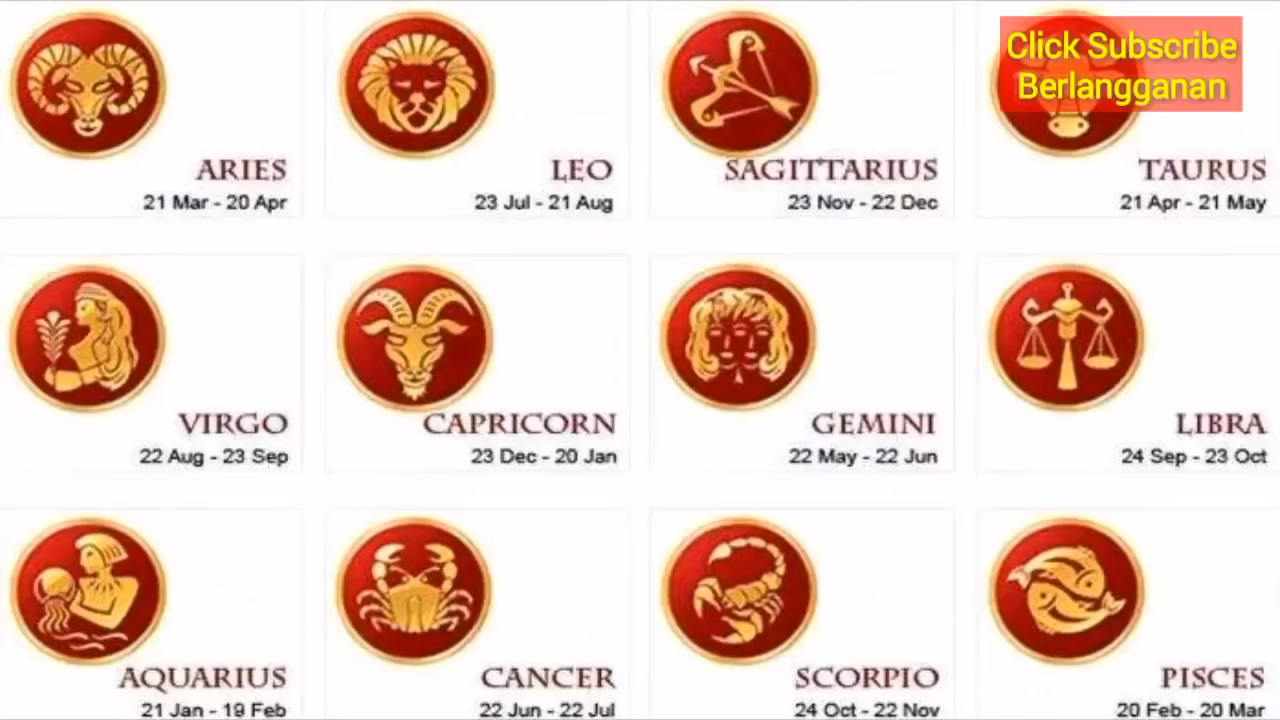 Click Subscribe
Berlangganan
ARIES
21 Mar - 20 Apr
LEO
23 Jul - 21 Aug
SAGITTARIUS
23 Nov - 22 Dec
TAURUS
21 Apr - 21 May
VIRGO
22 Aug - 23 Sep
CAPRICORN
23 Dec - 20 Jan
GEMINI
22 May - 22 Jun
LIBRA
24 Sep - 23 Oct
AQUARIUS
21 Jan - 19 Feb
CANCER
22 Jun - 22 Jul
SCORPIO
24 Oct - 22 Nov
PISCES
20 Feb - 20 Mar